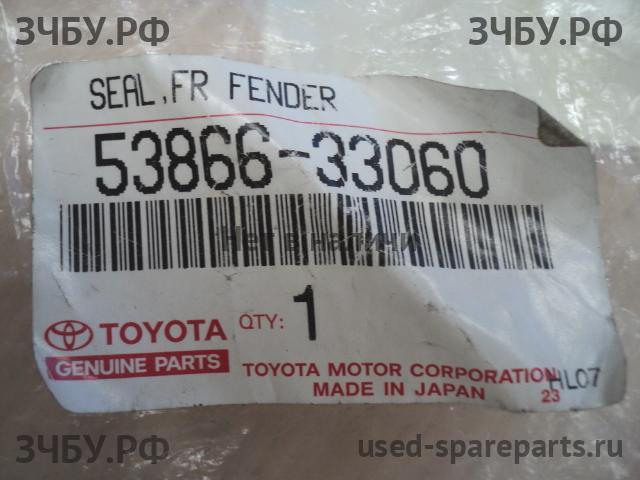 ЗЧБУ.РФ
ЗЧБУ.РФ
SEAL,FR FENDER
53866-33060
Нет в наличи
TOYOTA
GENUINE PARTS
QTY: 1
TOYOTA MOTOR CORPORATION
MADE IN JAPAN
23
HL07
ЗЧБУ.РФ
used-spareparts.ru